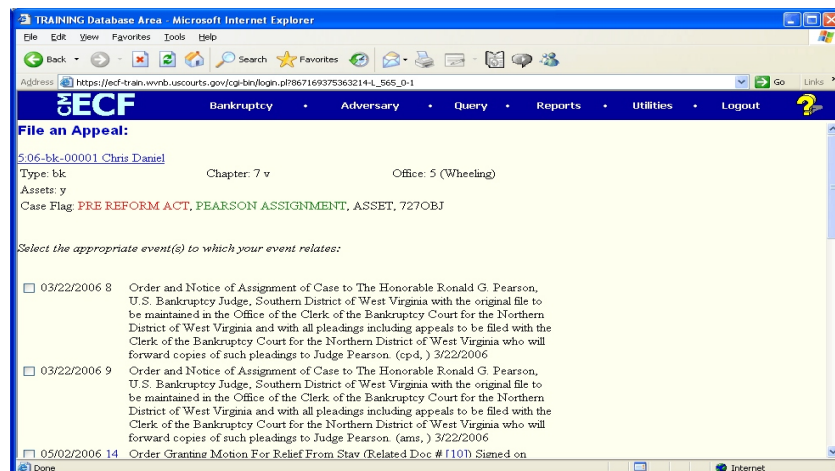 TRAINING Database Area - Microsoft Internet Explorer
File Edit View Favorites Tools Help
Back Search Favorites
Address https://ecf-train.wvnb.uscourts.gov/cgi-bin/login.pl?867169375363214-L_565_0-1 Go Links
CM ECF Bankruptcy • Adversary • Query • Reports • Utilities • Logout ?
File an Appeal:
5:06-bk-00001 Chris Daniel
Type: bk Chapter: 7 v Office: 5 (Wheeling)
Assets: y
Case Flag: PRE REFORM ACT, PEARSON ASSIGNMENT, ASSET, 727OBJ
Select the appropriate event(s) to which your event relates:
03/22/2006 8 Order and Notice of Assignment of Case to The Honorable Ronald G. Pearson,
U.S. Bankruptcy Judge, Southern District of West Virginia with the original file to
be maintained in the Office of the Clerk of the Bankruptcy Court for the Northern
District of West Virginia and with all pleadings including appeals to be filed with the
Clerk of the Bankruptcy Court for the Northern District of West Virginia who will
forward copies of such pleadings to Judge Pearson. (cpd, ) 3/22/2006
03/22/2006 9 Order and Notice of Assignment of Case to The Honorable Ronald G. Pearson,
U.S. Bankruptcy Judge, Southern District of West Virginia with the original file to
be maintained in the Office of the Clerk of the Bankruptcy Court for the Northern
District of West Virginia and with all pleadings including appeals to be filed with the
Clerk of the Bankruptcy Court for the Northern District of West Virginia who will
forward copies of such pleadings to Judge Pearson. (ams, ) 3/22/2006
05/02/2006 14 Order Granting Motion For Relief From Stay (Related Doc # [10]) Signed on
Done Internet